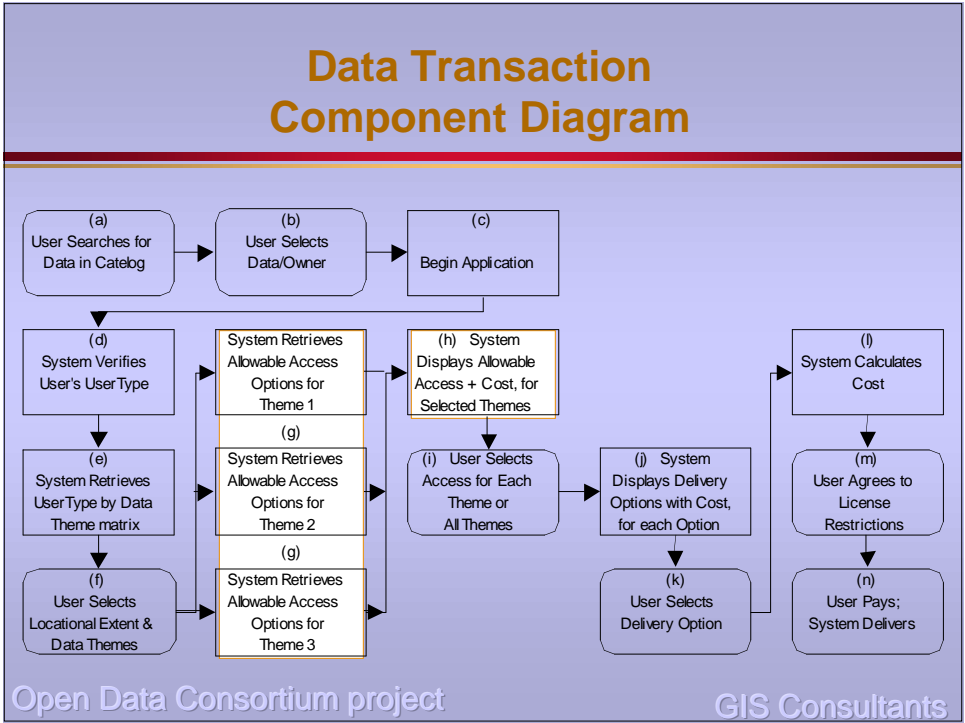 Data Transaction
Component Diagram
(a)
User Searches for
Data in Catelog
(b)
User Selects
Data/Owner
(c)
Begin Application
(d)
System Verifies
User's UserType
(e)
System Retrieves
UserType by Data
Theme matrix
(f)
User Selects
Locational Extent &
Data Themes
System Retrieves
Allowable Access
Options for
Theme 1
(g)
System Retrieves
Allowable Access
Options for
Theme 2
(g)
System Retrieves
Allowable Access
Options for
Theme 3
(h) System
Displays Allowable
Access + Cost, for
Selected Themes
(i) User Selects
Access for Each
Theme or
All Themes
(j) System
Displays Delivery
Options with Cost,
for each Option
(k)
User Selects
Delivery Option
(l)
System Calculates
Cost
(m)
User Agrees to
License
Restrictions
(n)
User Pays;
System Delivers
Open Data Consortium project
GIS Consultants